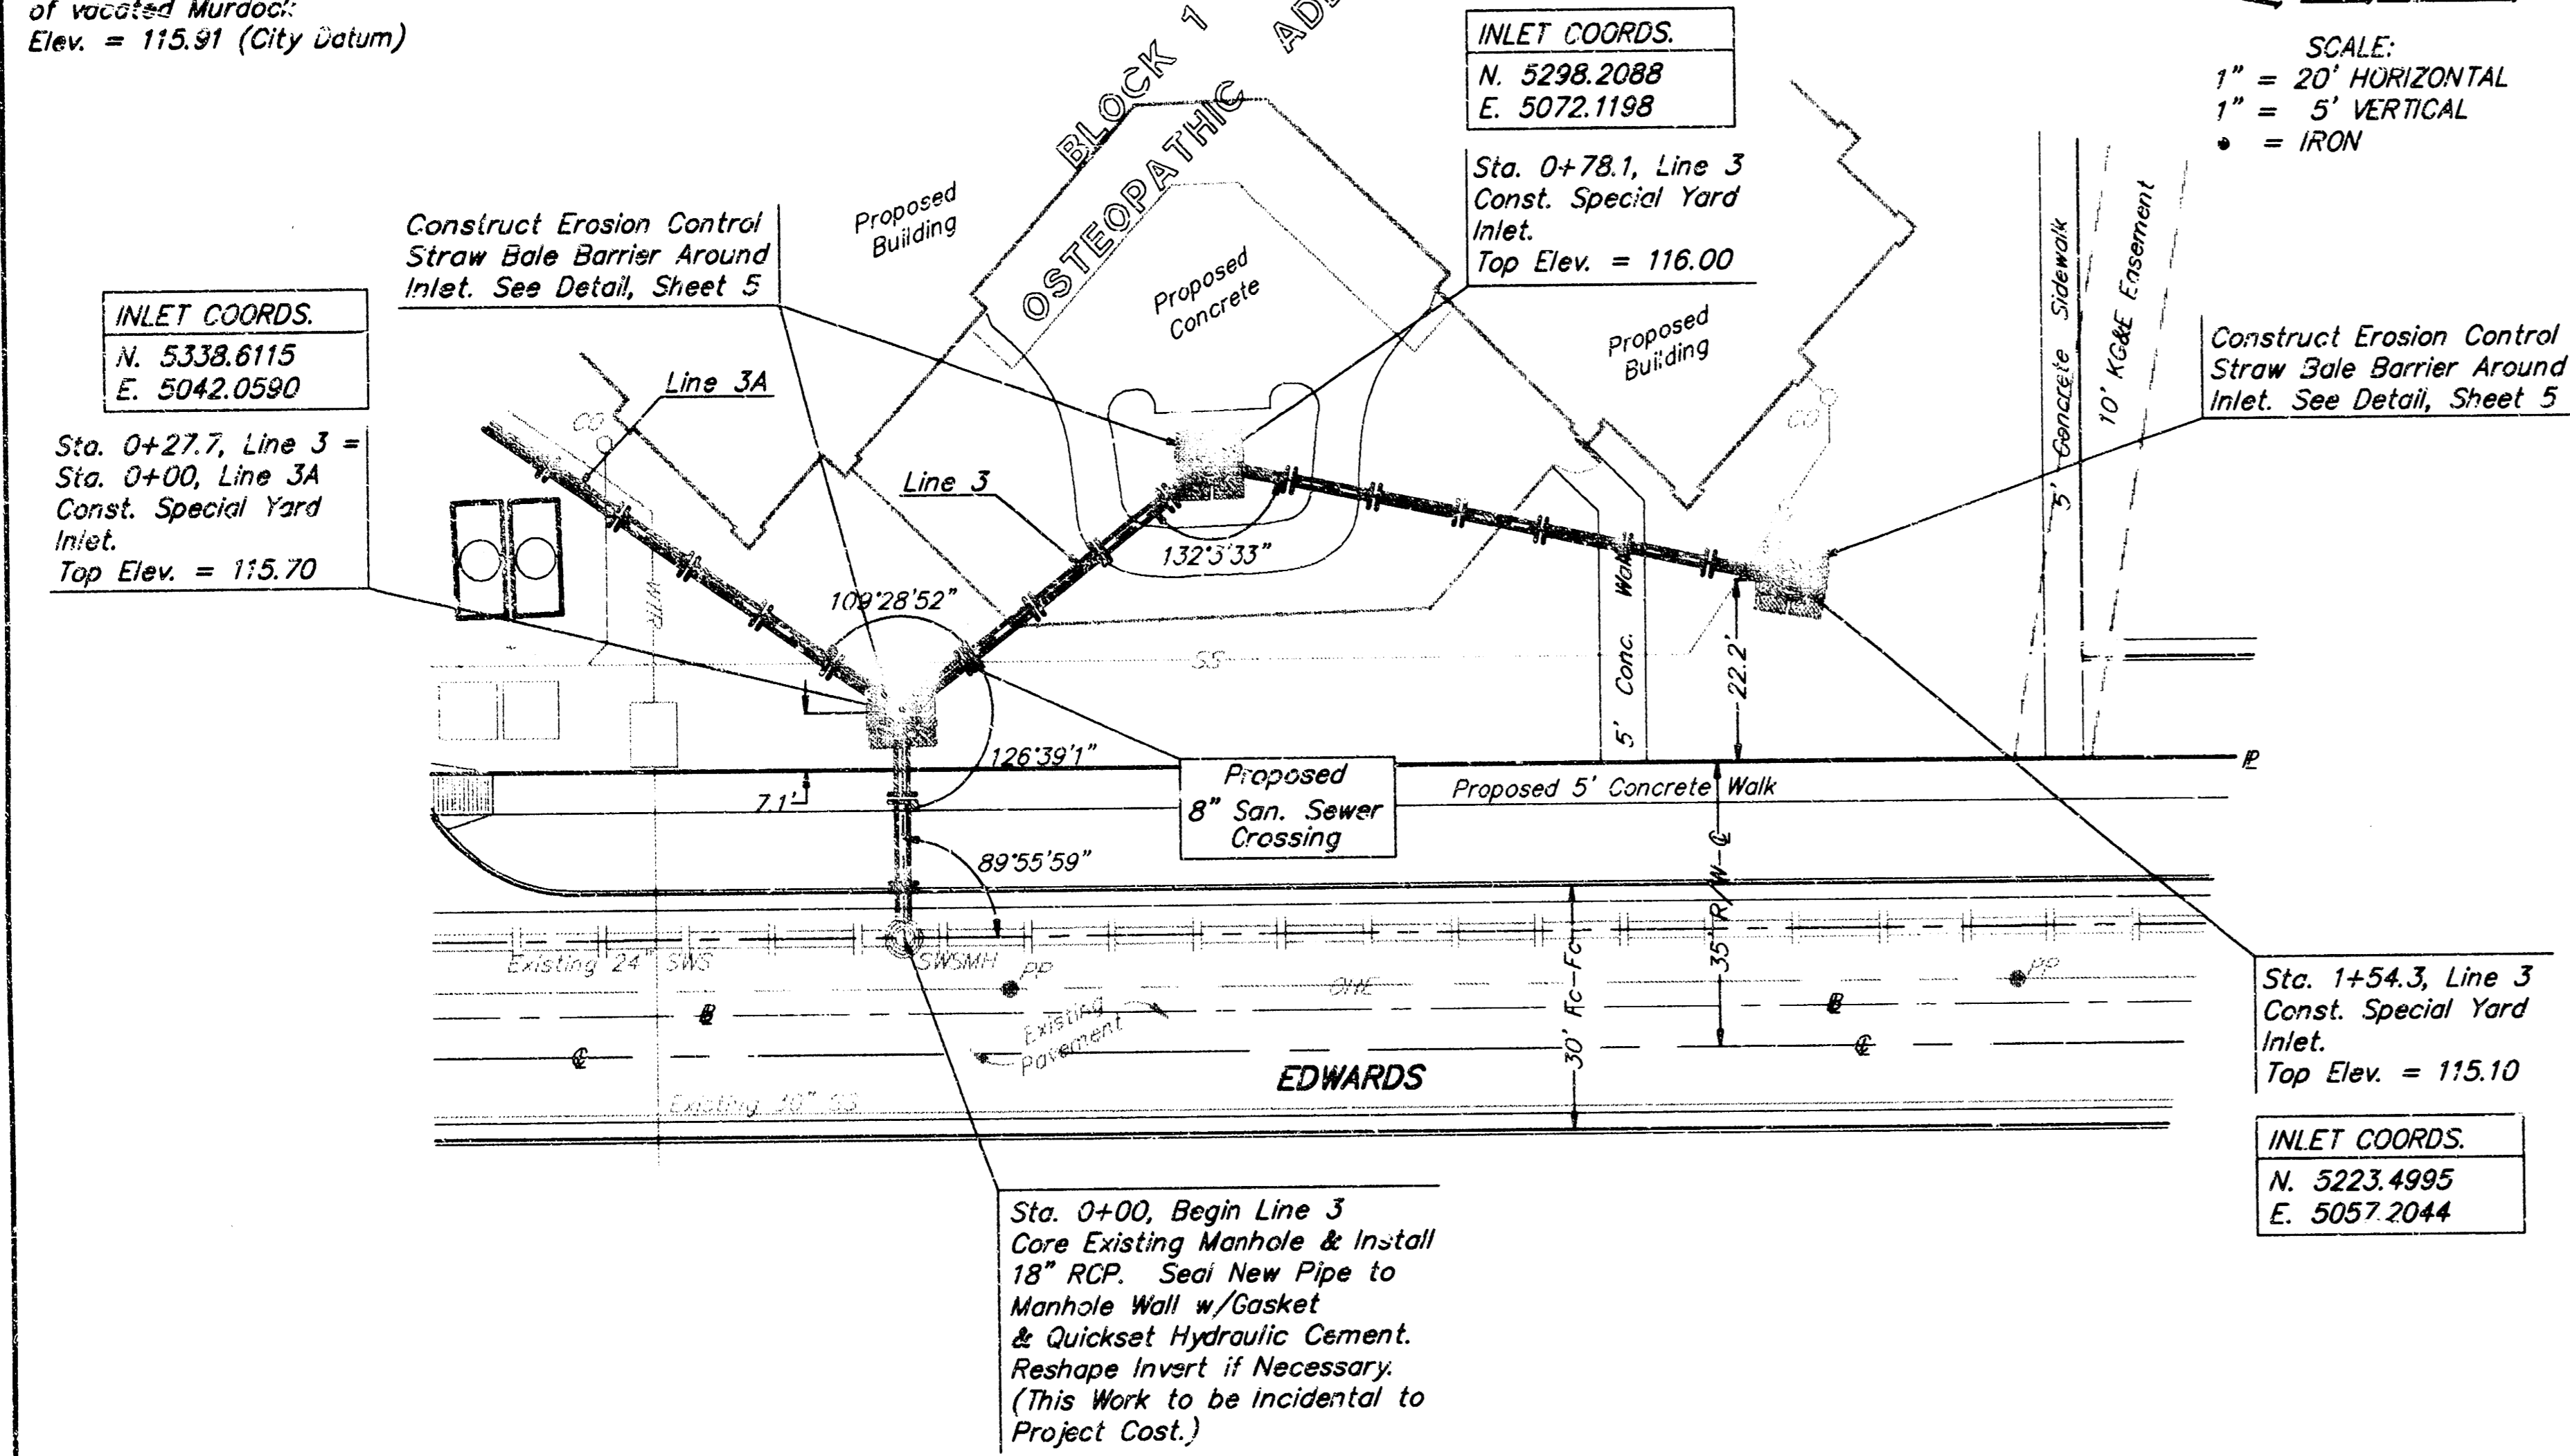 of vacated Murdock
Elev. = 115.91 (City Datum)
BLOCK 1
OSTEOPATHIC
INLET COORDS.
N. 5298.2088
E. 5072.1198
Sta. 0+78.1, Line 3
Const. Special Yard
Inlet.
Top Elev. = 116.00
SCALE:
1" = 20' HORIZONTAL
1" = 5' VERTICAL
= IRON
Construct Erosion Control
Straw Bale Barrier Around
Inlet. See Detail, Sheet 5
Proposed
Building
Proposed
Concrete
Proposed
Building
5' Concrete Sidewalk
10' KG&E Easement
Construct Erosion Control
Straw Bale Barrier Around
Inlet. See Detail, Sheet 5
INLET COORDS.
N. 5338.6115
E. 5042.0590
Sta. 0+27.7, Line 3 =
Sta. 0+00, Line 3A
Const. Special Yard
Inlet.
Top Elev. = 115.70
Line 3A
CO
Line 3
CO
132°3'33"
109°28'52"
SS
5' Conc. Walk
22.2'
126°39'1"
7.1'
Proposed
8" San. Sewer
Crossing
Proposed 5' Concrete Walk
89°55'59"
35' R/W-℄
30' Fc-Fc
Existing 24" SWS
SWSMH
PP
OHE
PP
Existing
Pavement
EDWARDS
Sta. 1+54.3, Line 3
Const. Special Yard
Inlet.
Top Elev. = 115.10
INLET COORDS.
N. 5223.4995
E. 5057.2044
Sta. 0+00, Begin Line 3
Core Existing Manhole & Install
18" RCP. Seal New Pipe to
Manhole Wall w/Gasket
& Quickset Hydraulic Cement.
Reshape Invert if Necessary.
(This Work to be Incidental to
Project Cost.)